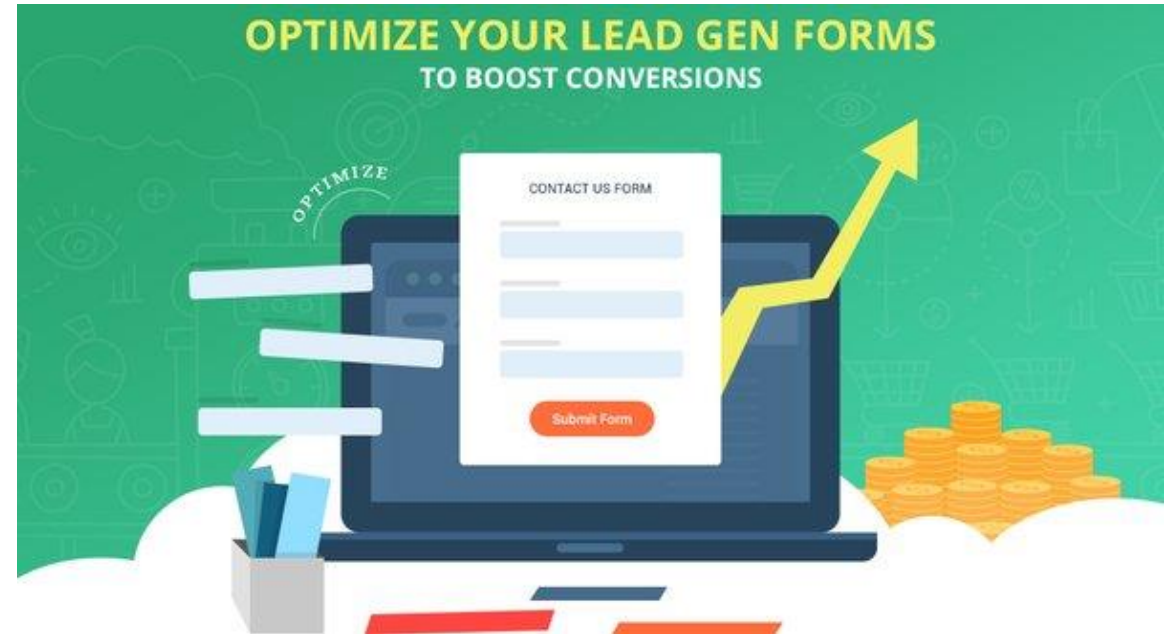 OPTIMIZE YOUR LEAD GEN FORMS
TO BOOST CONVERSIONS
OPTIMIZE
CONTACT US FORM
Submit Form